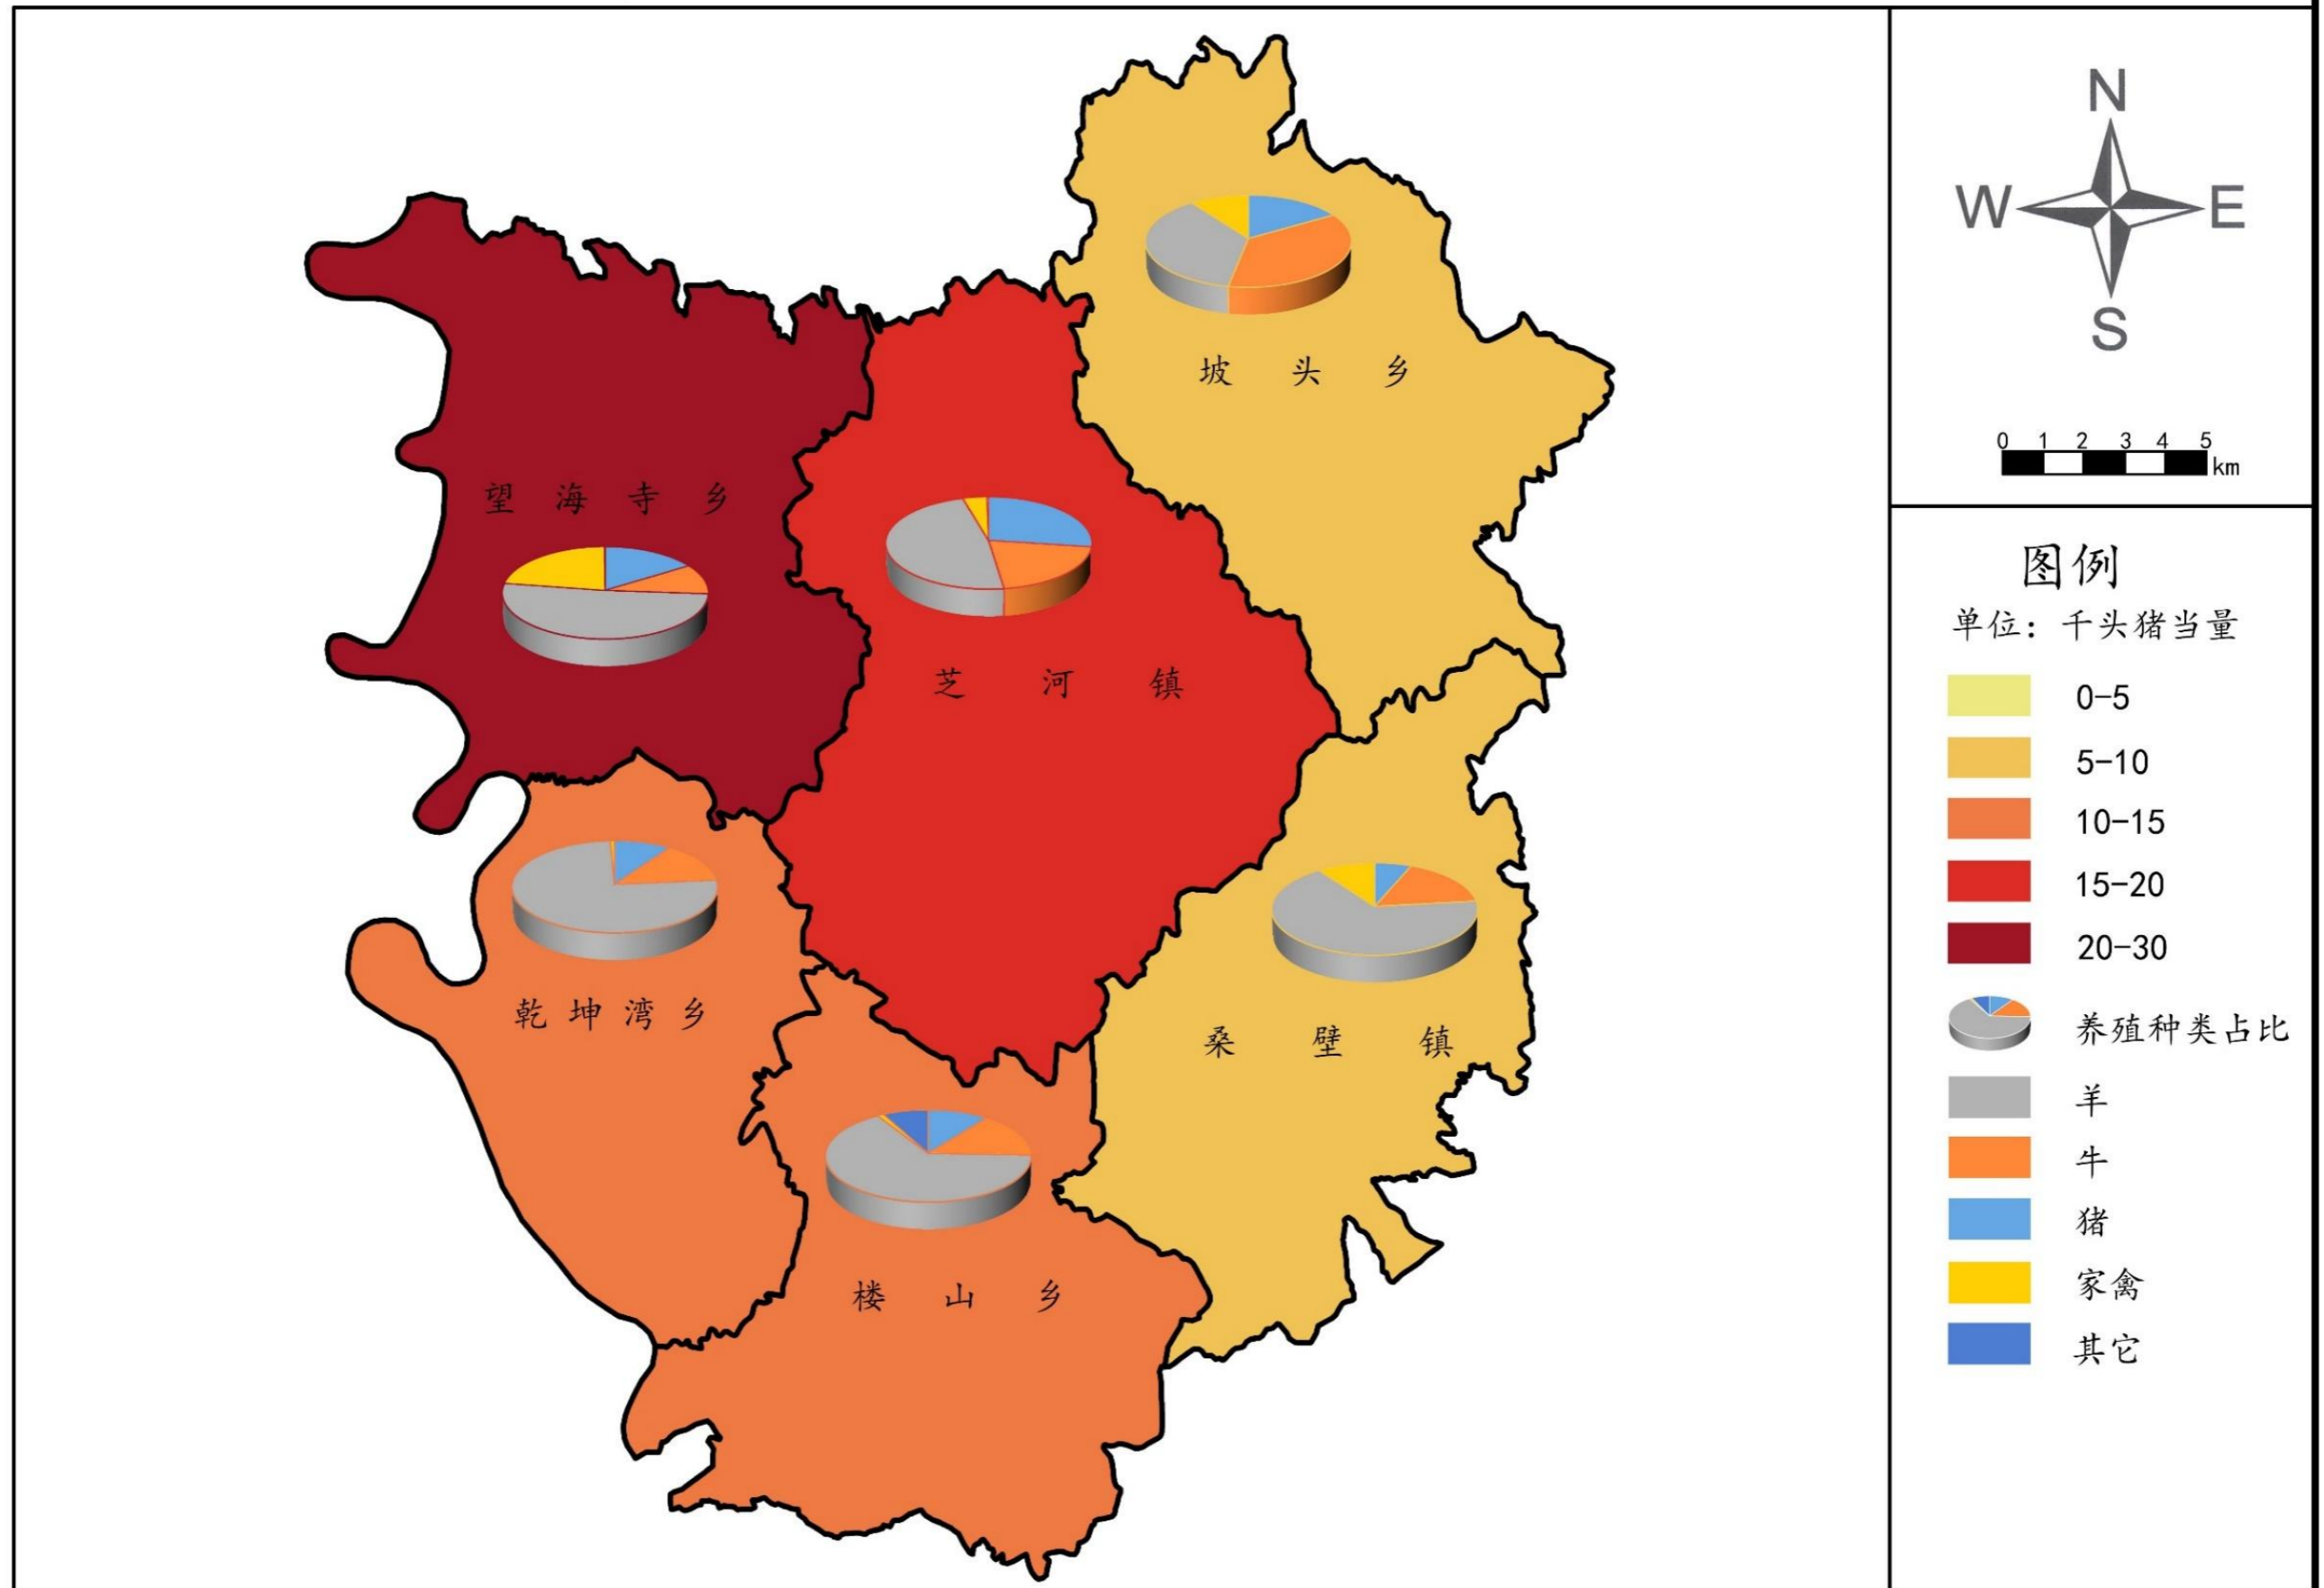 N
W E
S
0 1 2 3 4 5
km
坡头乡
望海寺乡
芝河镇
乾坤湾乡
桑壁镇
楼山乡
图例
单位：千头猪当量
0-5
5-10
10-15
15-20
20-30
养殖种类占比
羊
牛
猪
家禽
其它